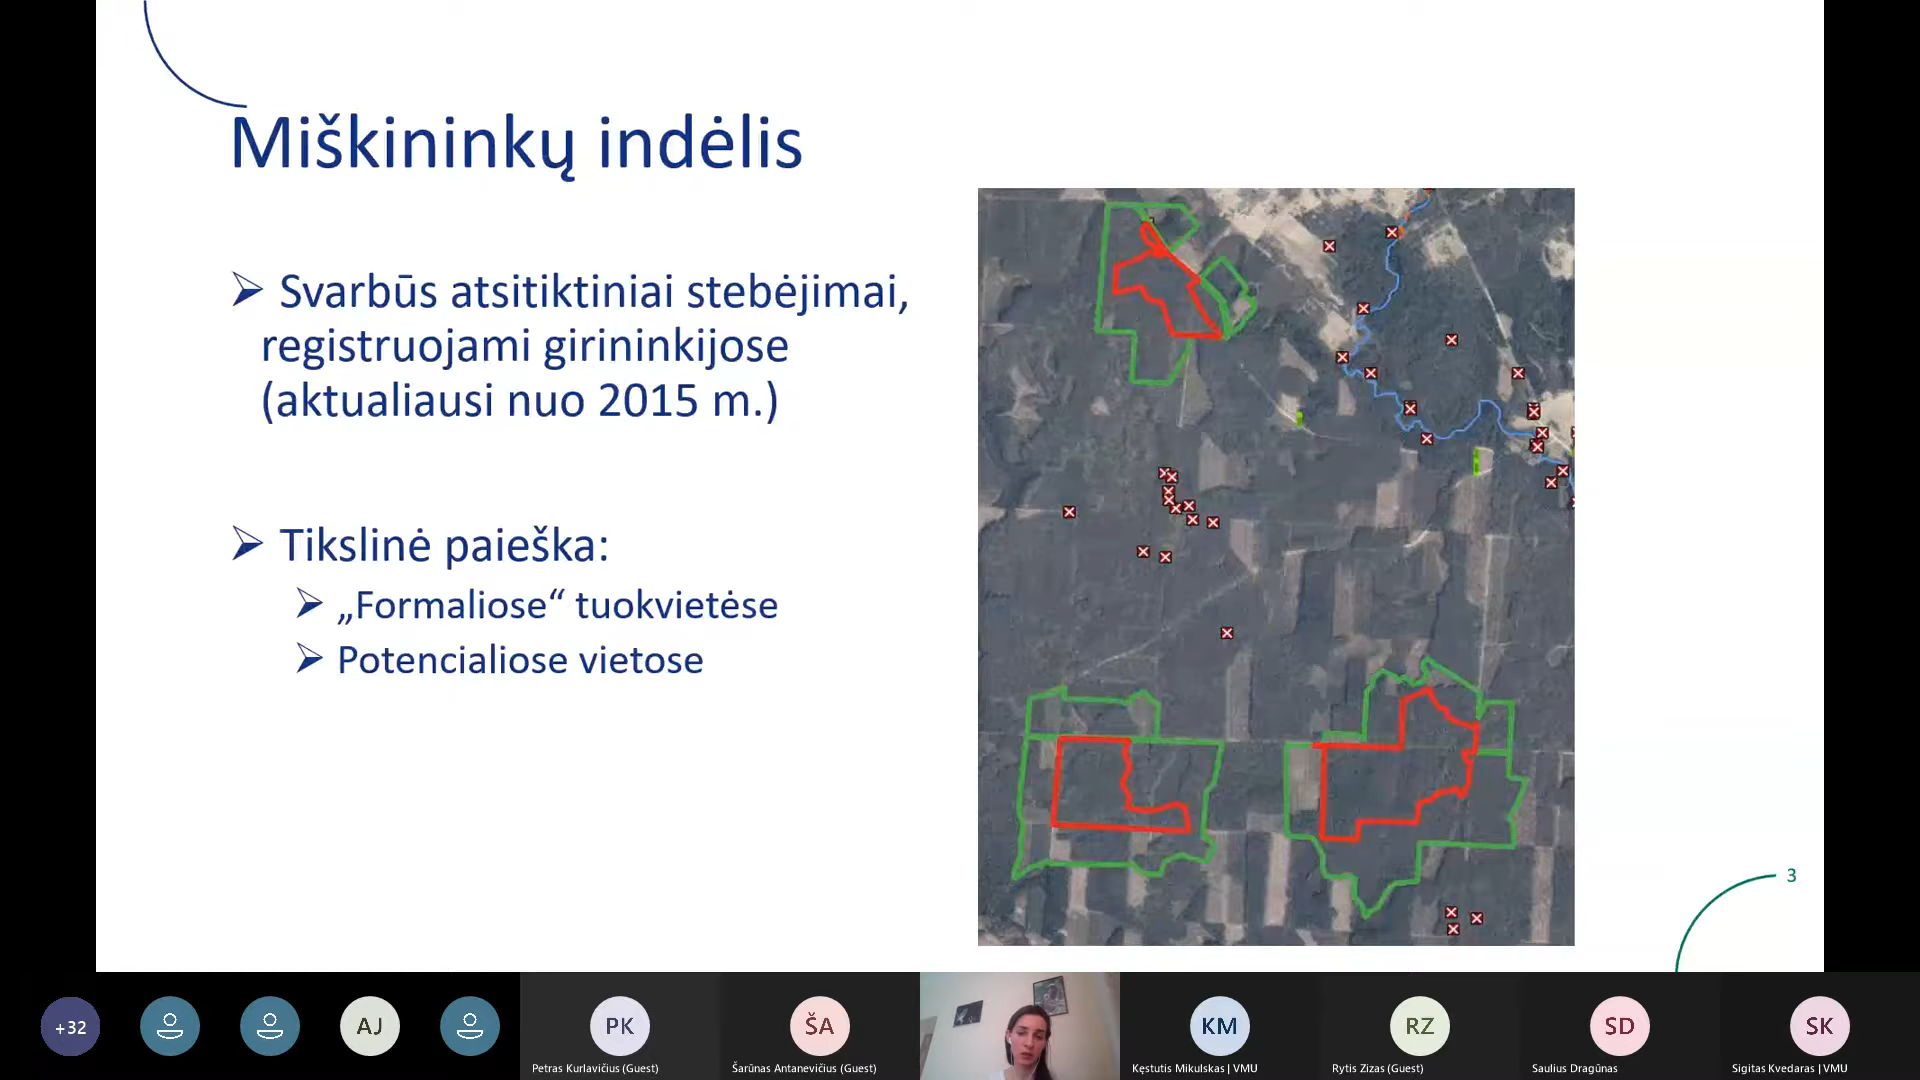 Miškininkų indėlis
Svarbūs atsitiktiniai stebėjimai,
registruojami girininkijose
(aktualiausi nuo 2015 m.)
Tikslinė paieška:
„Formaliose“ tuokvietėse
Potencialiose vietose
3
+32
AJ
PK
ŠA
KM
RZ
SD
SK
Petras Kurlavičius (Guest)
Šarūnas Antanevičius (Guest)
Kęstutis Mikulskas | VMU
Rytis Zizas (Guest)
Saulius Dragūnas
Sigitas Kvedaras | VMU